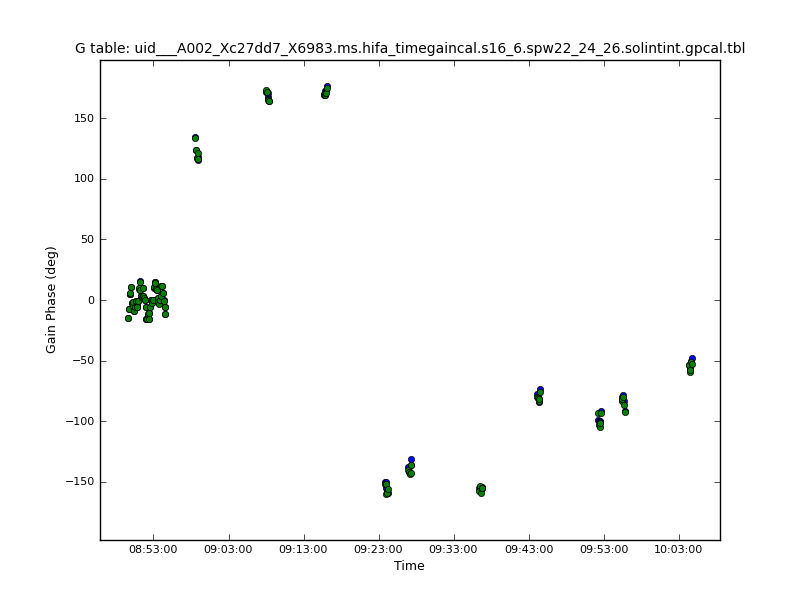 G table: uid___A002_Xc27dd7_X6983.ms.hifa_timegaincal.s16_6.spw22_24_26.solintint.gpcal.tbl
150
100
50
0
−50
−100
−150
Gain Phase (deg)
08:53:00 09:03:00 09:13:00 09:23:00 09:33:00 09:43:00 09:53:00 10:03:00
Time